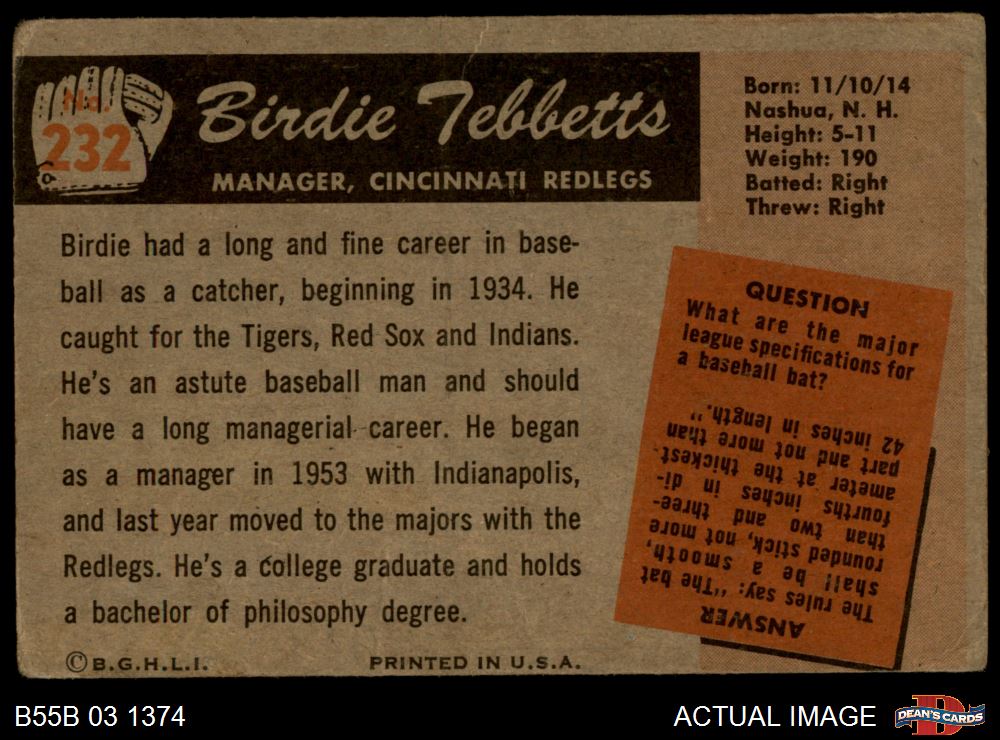 No.
232
Birdie Tebbetts
MANAGER, CINCINNATI REDLEGS
Born: 11/10/14
Nashua, N. H.
Height: 5-11
Weight: 190
Batted: Right
Threw: Right
Birdie had a long and fine career in base-
ball as a catcher, beginning in 1934. He
caught for the Tigers, Red Sox and Indians.
He's an astute baseball man and should
have a long managerial career. He began
as a manager in 1953 with Indianapolis,
and last year moved to the majors with the
Redlegs. He's a college graduate and holds
a bachelor of philosophy degree.
QUESTION
What are the major
league specifications for
a baseball bat?
ANSWER
The rules say: "The bat
shall be a smooth,
rounded stick, not more
than two and three-
fourths inches in di-
ameter at the thickest
part and not more than
42 inches in length."
© B.G.H.L.I.
PRINTED IN U.S.A.
B55B 03 1374
ACTUAL IMAGE
D
DEAN'S CARDS